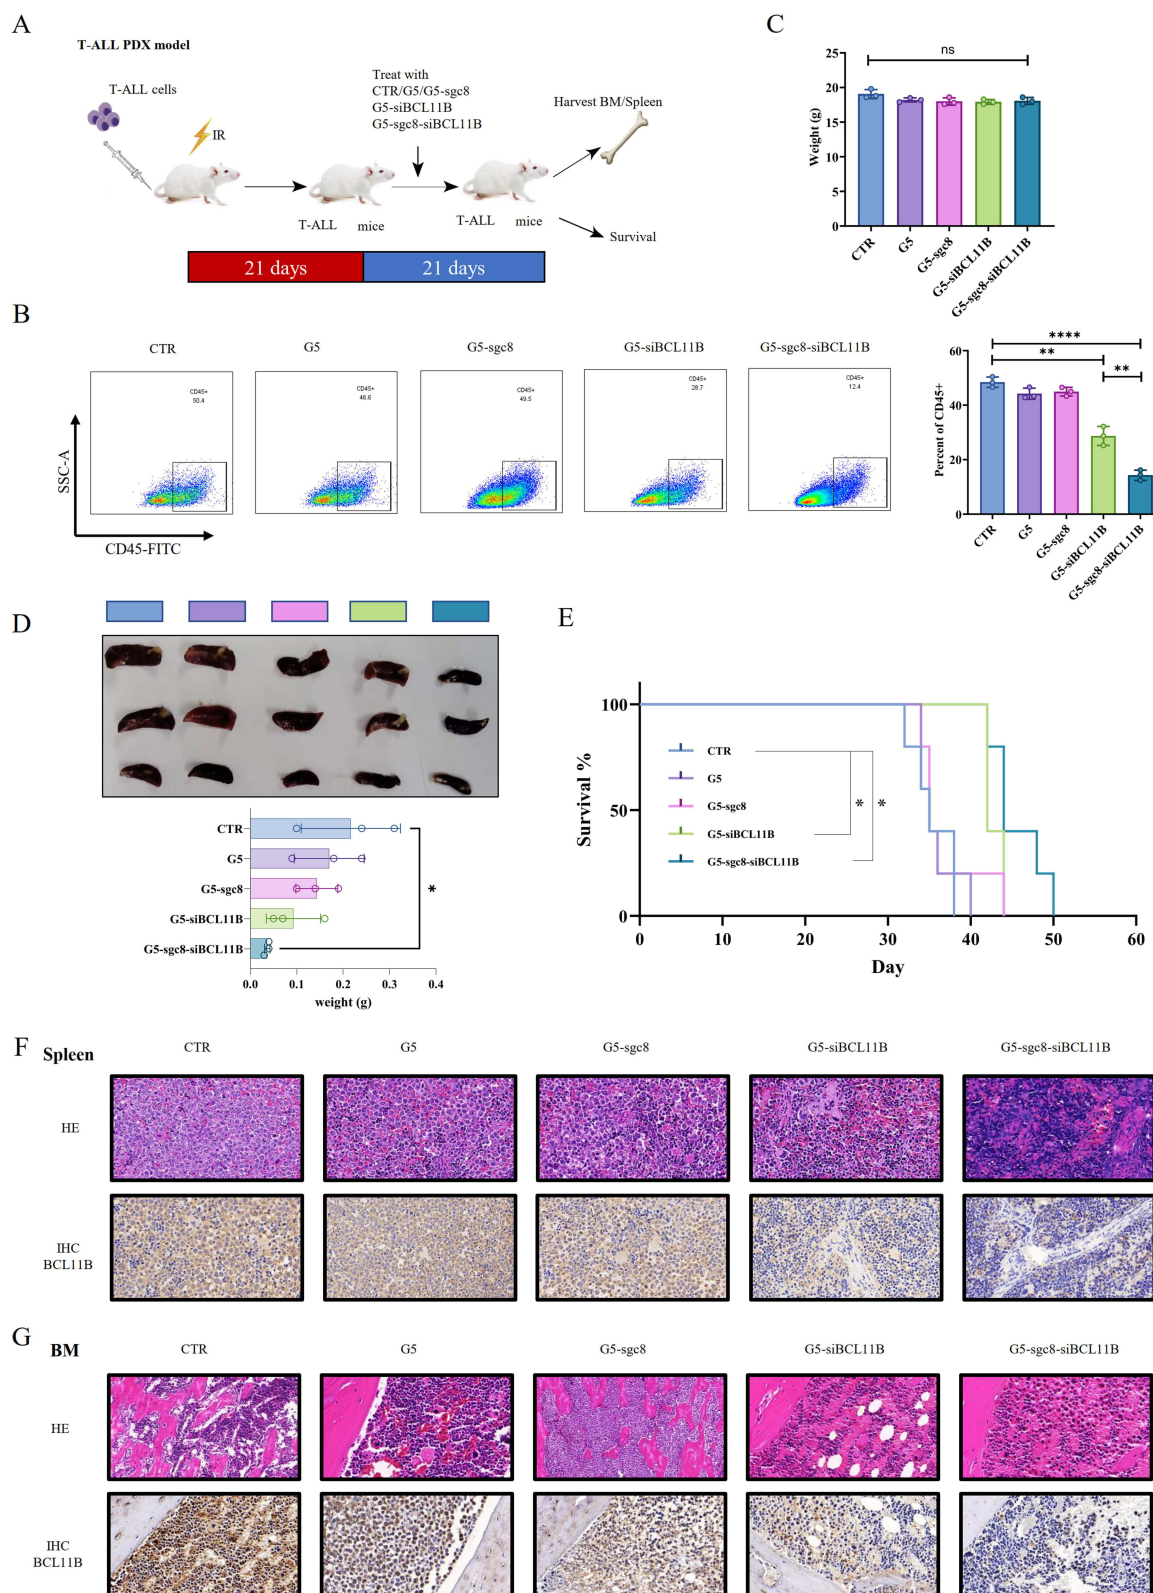 A
T-ALL PDX model
T-ALL cells
IR
Treat with
CTR/G5/G5-sgc8
G5-siBCL11B
G5-sgc8-siBCL11B
Harvest BM/Spleen
T-ALL mice
T-ALL mice
Survival
21 days
21 days
C
ns
25
20
15
10
5
0
Weight (g)
CTR
G5
G5-sgc8
G5-siBCL11B
G5-sgc8-siBCL11B
B
CTR
G5
G5-sgc8
G5-siBCL11B
G5-sgc8-siBCL11B
CD45+
50.4
CD45+
46.6
CD45+
49.5
CD45+
28.7
CD45+
12.4
SSC-A
CD45-FITC
****
**
**
60
40
20
0
Percent of CD45+
CTR
G5
G5-sgc8
G5-siBCL11B
G5-sgc8-siBCL11B
D
CTR
G5
G5-sgc8
G5-siBCL11B
G5-sgc8-siBCL11B
*
0.0 0.1 0.2 0.3 0.4
weight (g)
E
100
50
0
Survival %
CTR
G5
G5-sgc8
G5-siBCL11B
G5-sgc8-siBCL11B
* *
0 10 20 30 40 50 60
Day
F
Spleen
CTR
G5
G5-sgc8
G5-siBCL11B
G5-sgc8-siBCL11B
HE
IHC
BCL11B
G
BM
CTR
G5
G5-sgc8
G5-siBCL11B
G5-sgc8-siBCL11B
HE
IHC
BCL11B